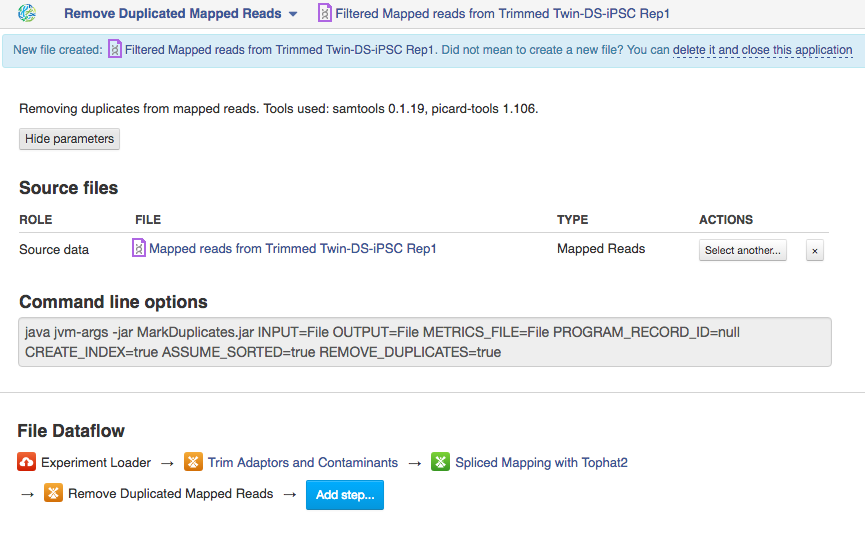 Remove Duplicated Mapped Reads Filtered Mapped reads from Trimmed Twin-DS-iPSC Rep1
New file created: Filtered Mapped reads from Trimmed Twin-DS-iPSC Rep1. Did not mean to create a new file? You can delete it and close this application
Removing duplicates from mapped reads. Tools used: samtools 0.1.19, picard-tools 1.106.
Hide parameters
Source files
ROLE FILE TYPE ACTIONS
Source data Mapped reads from Trimmed Twin-DS-iPSC Rep1 Mapped Reads Select another... ×
Command line options
java jvm-args -jar MarkDuplicates.jar INPUT=File OUTPUT=File METRICS_FILE=File PROGRAM_RECORD_ID=null
CREATE_INDEX=true ASSUME_SORTED=true REMOVE_DUPLICATES=true
File Dataflow
Experiment Loader → Trim Adaptors and Contaminants → Spliced Mapping with Tophat2
→ Remove Duplicated Mapped Reads → Add step...